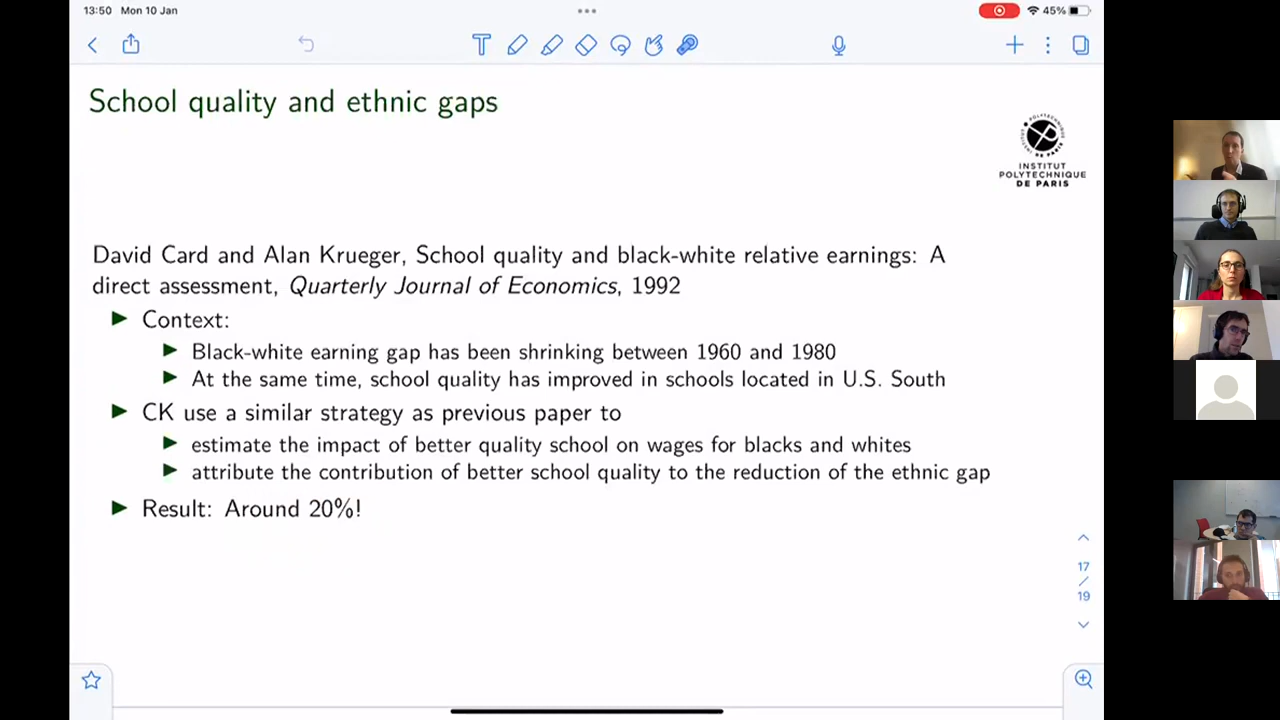 13:50 Mon 10 Jan
45%
School quality and ethnic gaps
POLYTECHNIQUE
DE PARIS
INSTITUT
POLYTECHNIQUE
DE PARIS
David Card and Alan Krueger, School quality and black-white relative earnings: A
direct assessment, Quarterly Journal of Economics, 1992
Context:
Black-white earning gap has been shrinking between 1960 and 1980
At the same time, school quality has improved in schools located in U.S. South
CK use a similar strategy as previous paper to
estimate the impact of better quality school on wages for blacks and whites
attribute the contribution of better school quality to the reduction of the ethnic gap
Result: Around 20%!
17
/
19